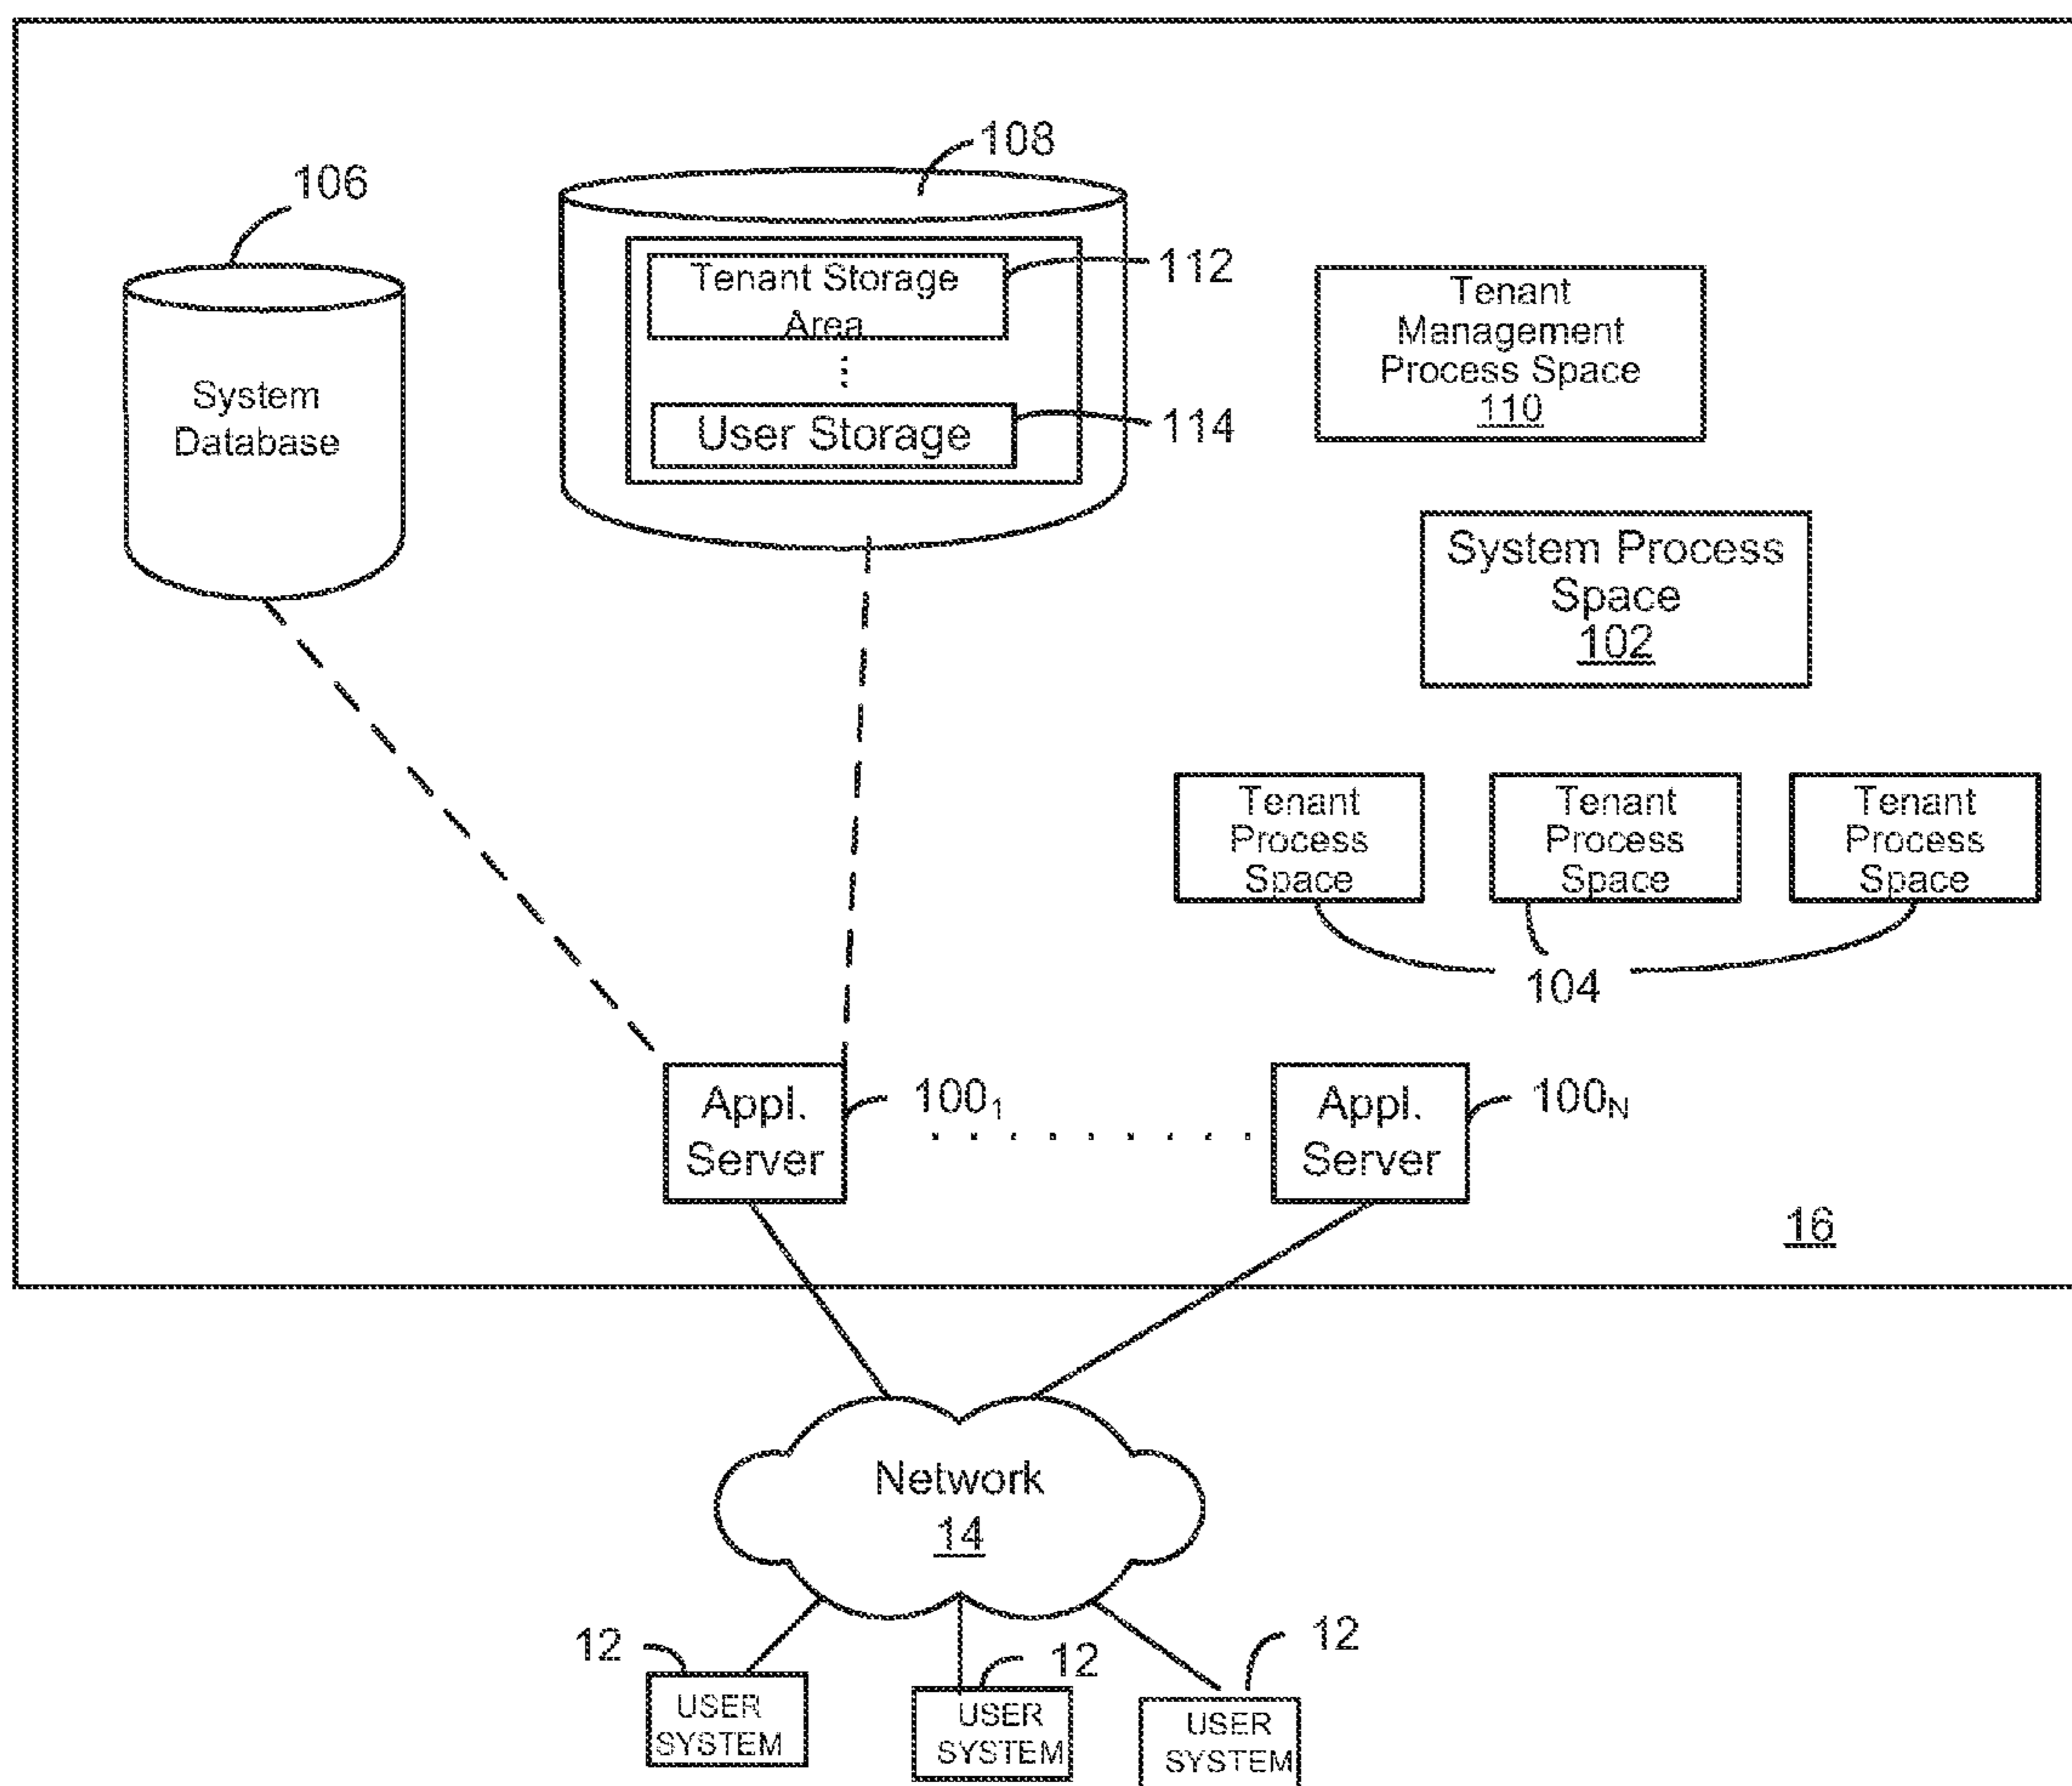 108
106
Tenant Storage
Area
112
Tenant
Management
Process Space
110
System
Database
User Storage
114
System Process
Space
102
Tenant
Process
Space
Tenant
Process
Space
Tenant
Process
Space
104
Appl.
Server
100₁
Appl.
Server
100ₙ
16
Network
14
12
USER
SYSTEM
12
USER
SYSTEM
12
USER
SYSTEM